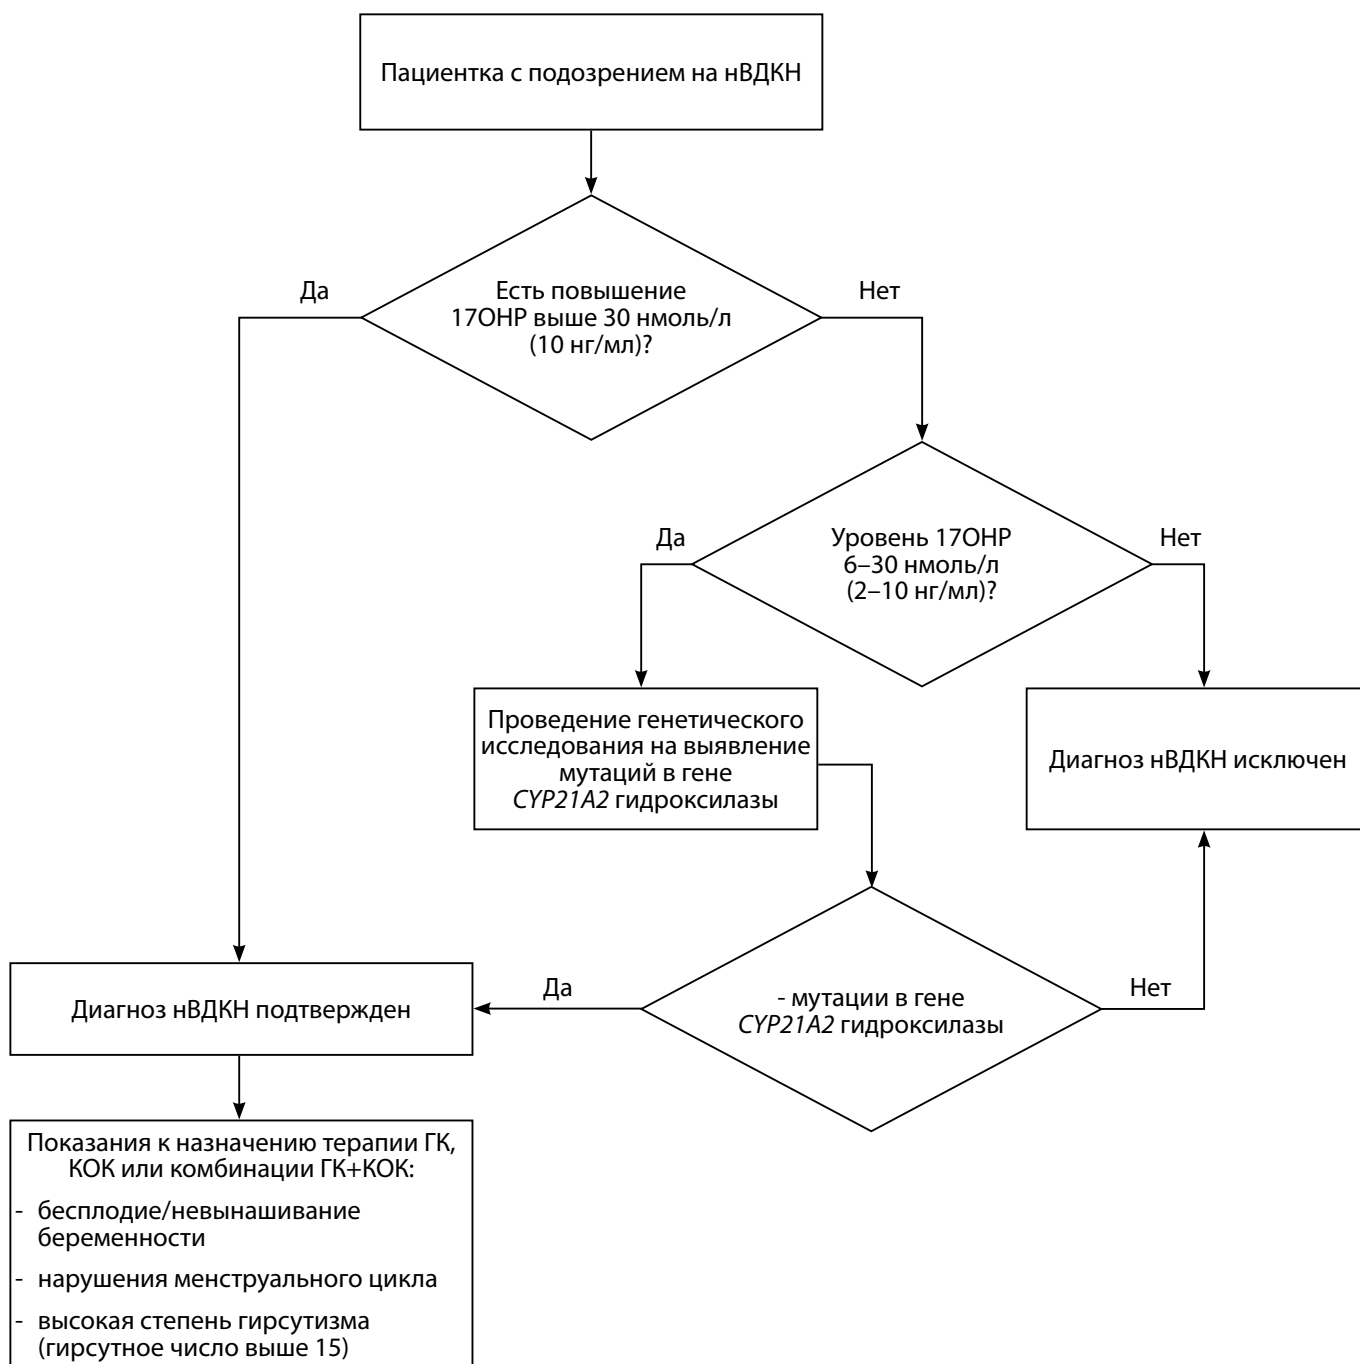 Пациентка с подозрением на нВДКН
Да
Есть повышение
17ОНР выше 30 нмоль/л
(10 нг/мл)?
Нет
Да
Уровень 17ОНР
6–30 нмоль/л
(2–10 нг/мл)?
Нет
Проведение генетического
исследования на выявление
мутаций в гене
CYP21A2 гидроксилазы
Диагноз нВДКН исключен
Диагноз нВДКН подтвержден
Да
- мутации в гене
CYP21A2 гидроксилазы
Нет
Показания к назначению терапии ГК,
КОК или комбинации ГК+КОК:
- бесплодие/невынашивание
беременности
- нарушения менструального цикла
- высокая степень гирсутизма
(гирсутное число выше 15)